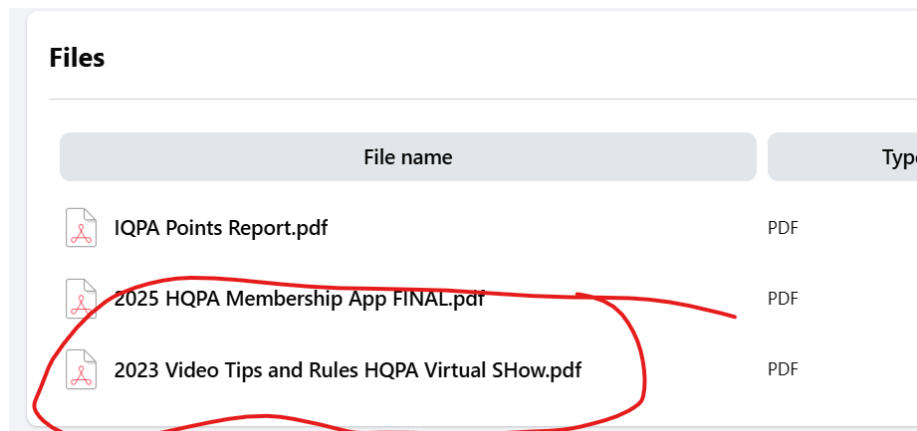 Files
File name Typ
IQPA Points Report.pdf PDF
2025 HQPA Membership App FINAL.pdf PDF
2023 Video Tips and Rules HQPA Virtual SHow.pdf PDF